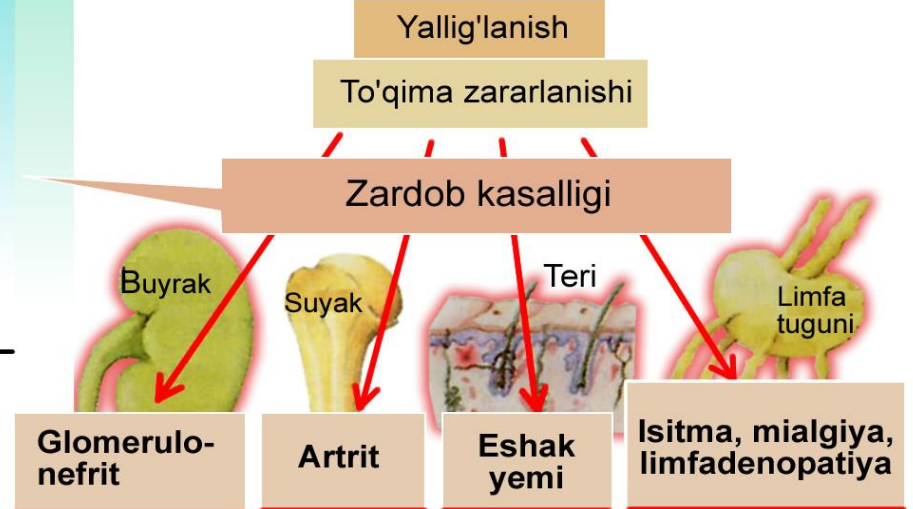 Yallig'lanish
To'qima zararlanishi
Zardob kasalligi
Buyrak
Suyak
Teri
Limfa
tuguni
Glomerulo-
nefrit
Artrit
Eshak
yemi
Isitma, mialgiya,
limfadenopatiya